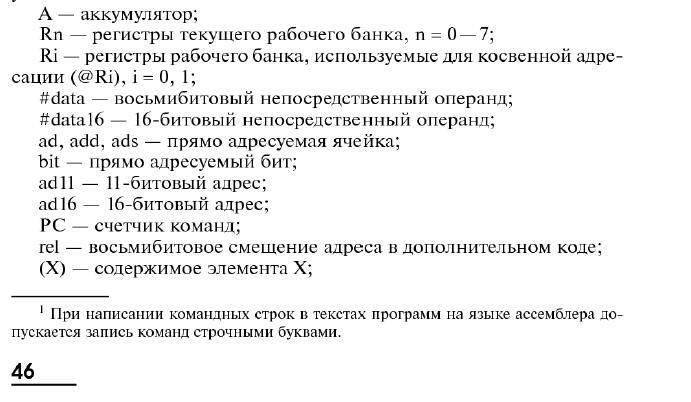 A — аккумулятор;
Rn — регистры текущего рабочего банка, n = 0—7;
Ri — регистры рабочего банка, используемые для косвенной адре-
сации (@Ri), i = 0, 1;
#data — восьмибитовый непосредственный операнд;
#data16 — 16-битовый непосредственный операнд;
ad, add, ads — прямо адресуемая ячейка;
bit — прямо адресуемый бит;
ad11 — 11-битовый адрес;
ad16 — 16-битовый адрес;
PC — счетчик команд;
rel — восьмибитовое смещение адреса в дополнительном коде;
(X) — содержимое элемента X;
1 При написании командных строк в текстах программ на языке ассемблера до-
пускается запись команд строчными буквами.
46